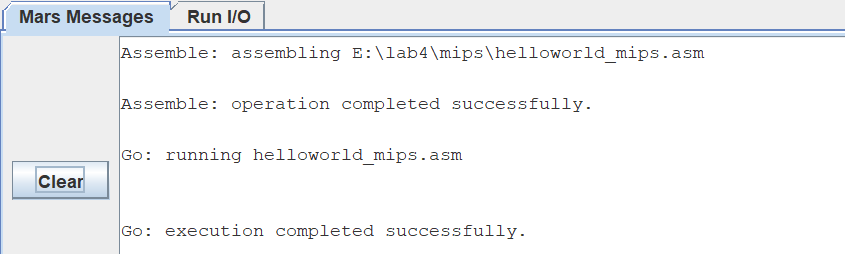 Mars Messages Run I/O
Assemble: assembling E:\lab4\mips\helloworld_mips.asm
Assemble: operation completed successfully.
Go: running helloworld_mips.asm
Clear
Go: execution completed successfully.